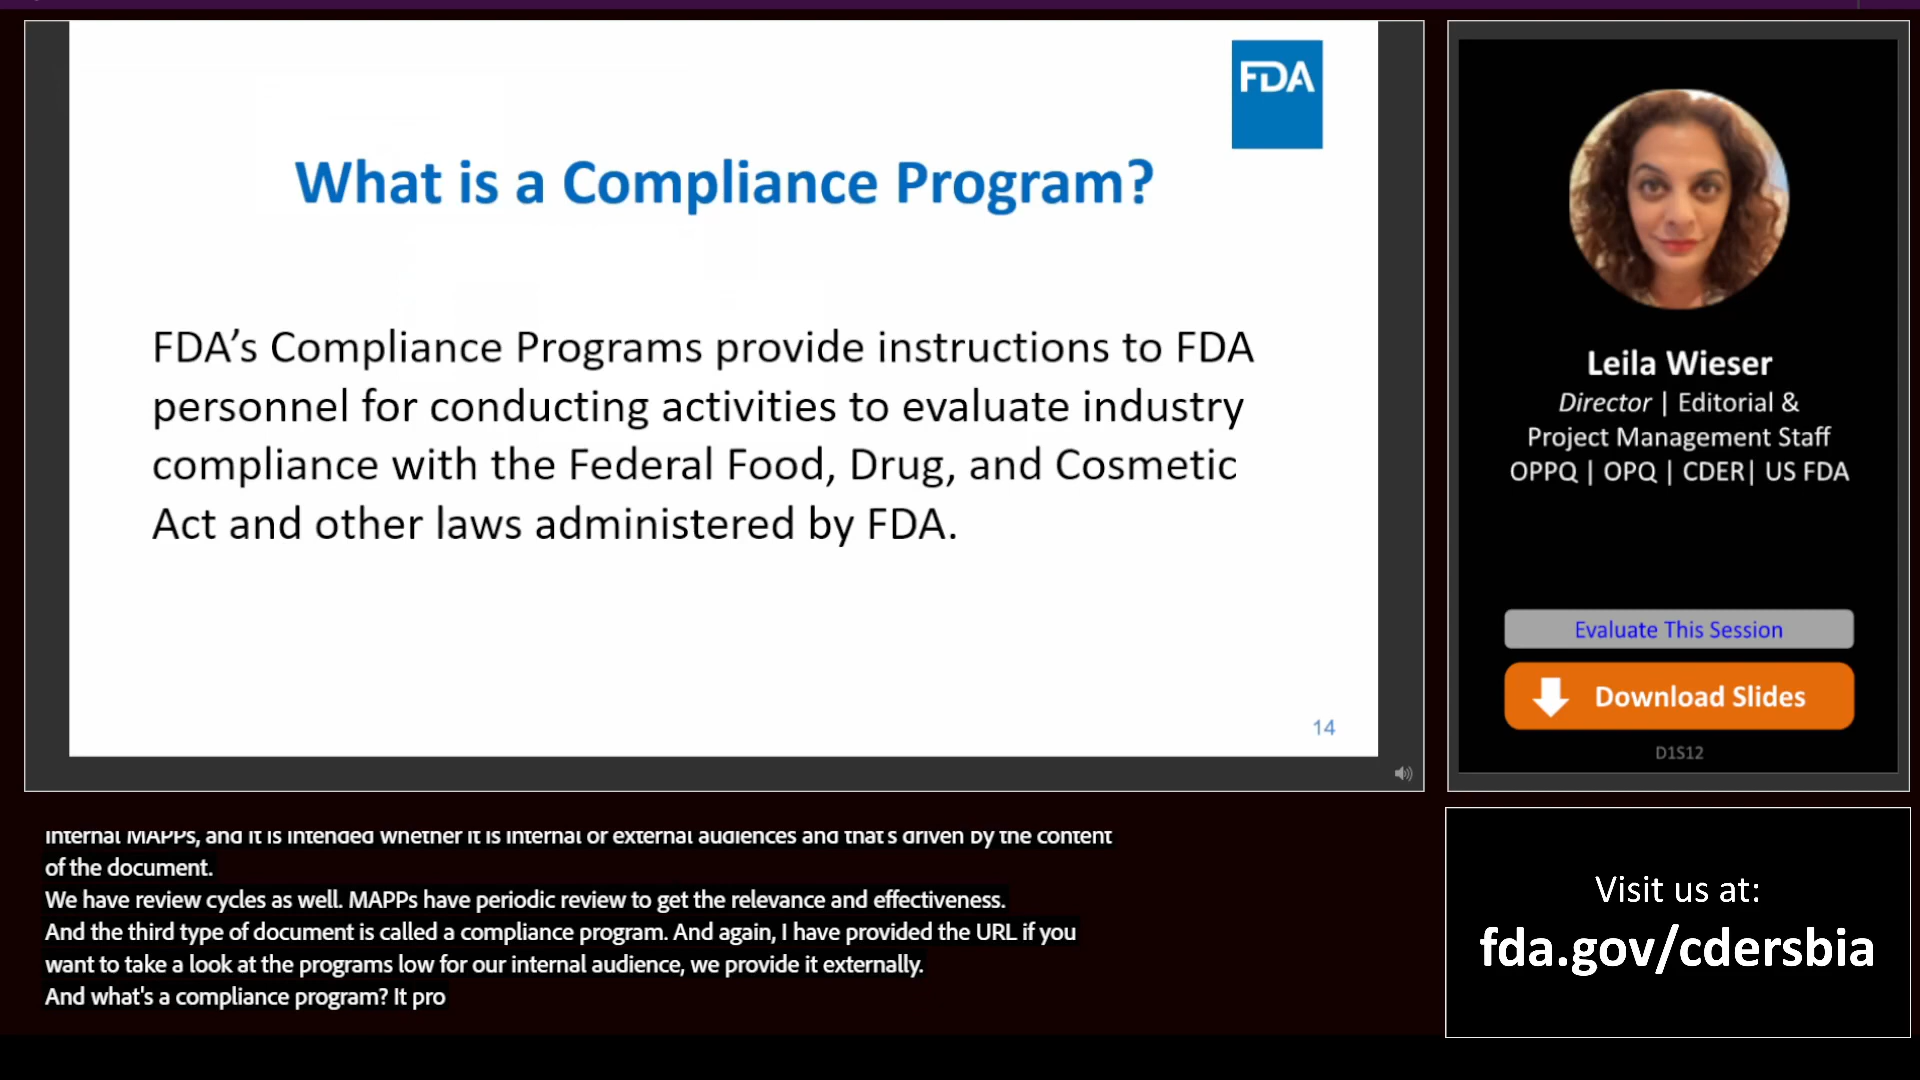 FDA
What is a Compliance Program?
FDA’s Compliance Programs provide instructions to FDA
personnel for conducting activities to evaluate industry
compliance with the Federal Food, Drug, and Cosmetic
Act and other laws administered by FDA.
14
Leila Wieser
Director | Editorial &
Project Management Staff
OPPQ | OPQ | CDER| US FDA
Evaluate This Session
Download Slides
D1S12
internal MAPPs, and it is intended whether it is internal or external audiences and that's driven by the content
of the document.
We have review cycles as well. MAPPs have periodic review to get the relevance and effectiveness.
And the third type of document is called a compliance program. And again, I have provided the URL if you
want to take a look at the programs low for our internal audience, we provide it externally.
And what's a compliance program? It pro
Visit us at:
fda.gov/cdersbia